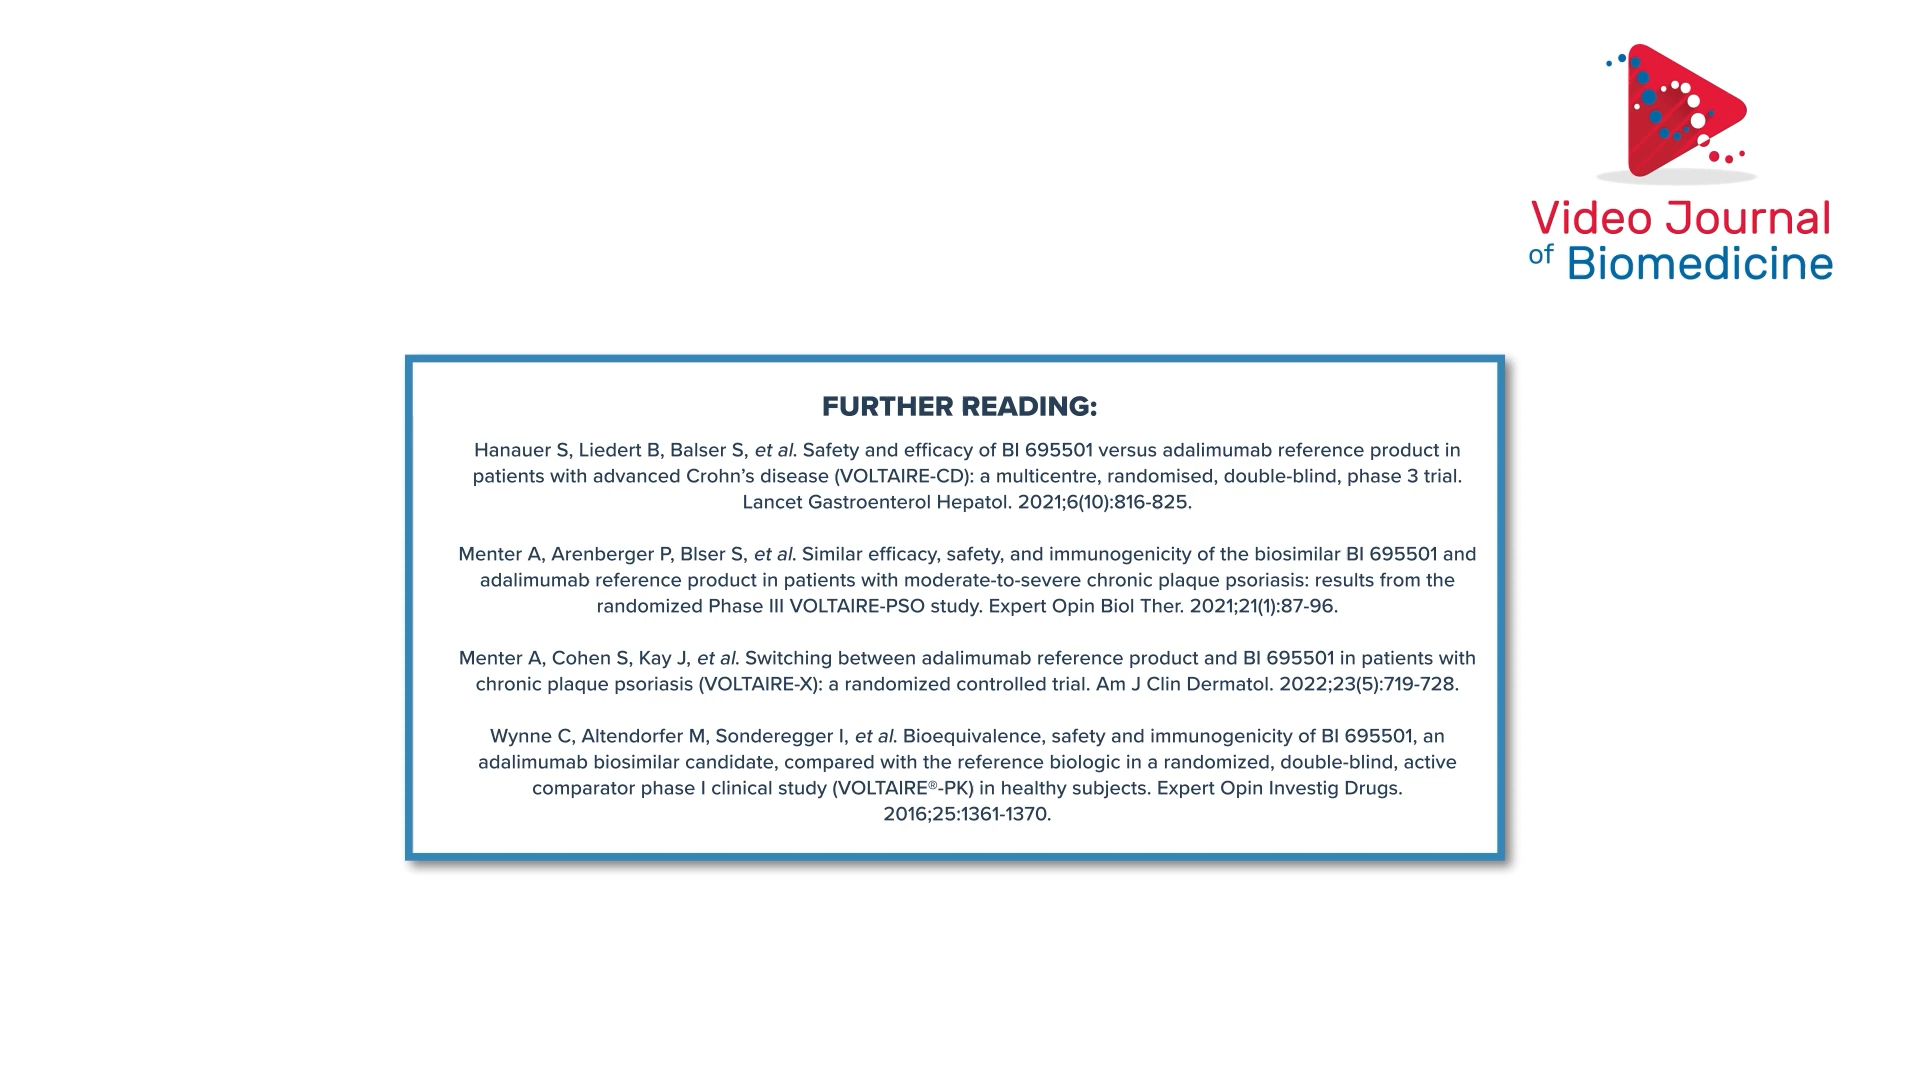 Video Journal
of Biomedicine
FURTHER READING:
Hanauer S, Liedert B, Balser S, et al. Safety and efficacy of BI 695501 versus adalimumab reference product in
patients with advanced Crohn’s disease (VOLTAIRE-CD): a multicentre, randomised, double-blind, phase 3 trial.
Lancet Gastroenterol Hepatol. 2021;6(10):816-825.
Menter A, Arenberger P, Blser S, et al. Similar efficacy, safety, and immunogenicity of the biosimilar BI 695501 and
adalimumab reference product in patients with moderate-to-severe chronic plaque psoriasis: results from the
randomized Phase III VOLTAIRE-PSO study. Expert Opin Biol Ther. 2021;21(1):87-96.
Menter A, Cohen S, Kay J, et al. Switching between adalimumab reference product and BI 695501 in patients with
chronic plaque psoriasis (VOLTAIRE-X): a randomized controlled trial. Am J Clin Dermatol. 2022;23(5):719-728.
Wynne C, Altendorfer M, Sonderegger I, et al. Bioequivalence, safety and immunogenicity of BI 695501, an
adalimumab biosimilar candidate, compared with the reference biologic in a randomized, double-blind, active
comparator phase I clinical study (VOLTAIRE®-PK) in healthy subjects. Expert Opin Investig Drugs.
2016;25:1361-1370.